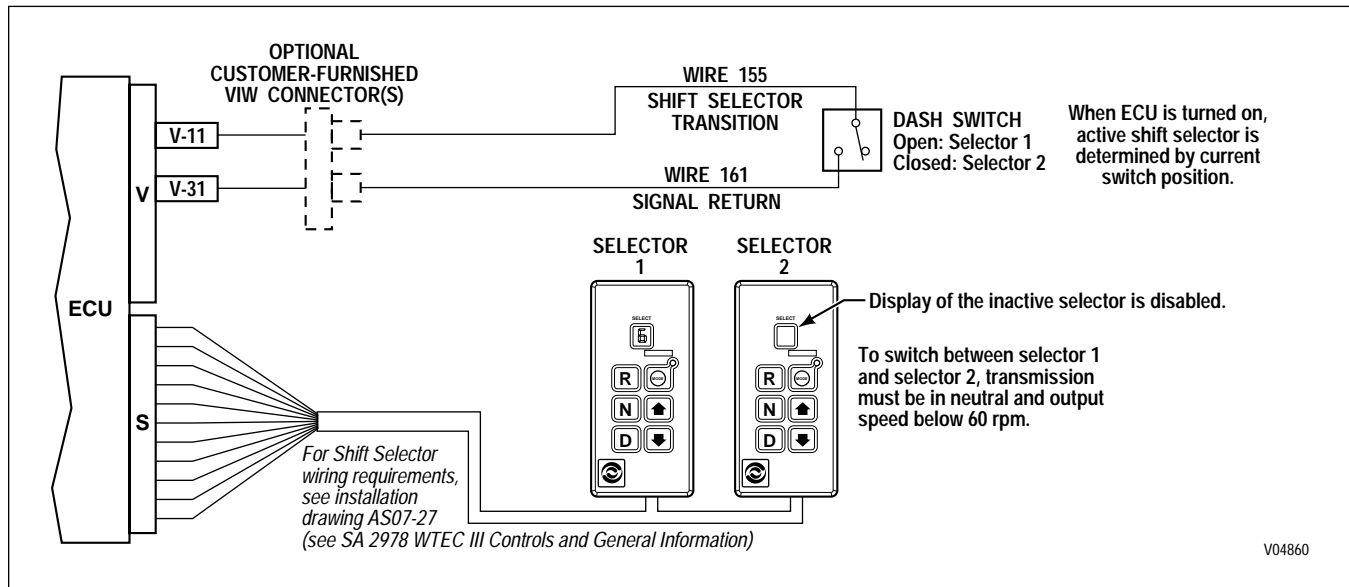 OPTIONAL
CUSTOMER-FURNISHED
VIW CONNECTOR(S)
WIRE 155
SHIFT SELECTOR
TRANSITION
DASH SWITCH
Open: Selector 1
Closed: Selector 2
When ECU is turned on,
active shift selector is
determined by current
switch position.
V-11
V
V-31
WIRE 161
SIGNAL RETURN
ECU
SELECTOR
1
SELECTOR
2
SELECT
6
R
MODE
N
D
SELECT
R
MODE
N
D
Display of the inactive selector is disabled.
To switch between selector 1
and selector 2, transmission
must be in neutral and output
speed below 60 rpm.
S
For Shift Selector
wiring requirements,
see installation
drawing AS07-27
(see SA 2978 WTEC III Controls and General Information)
V04860